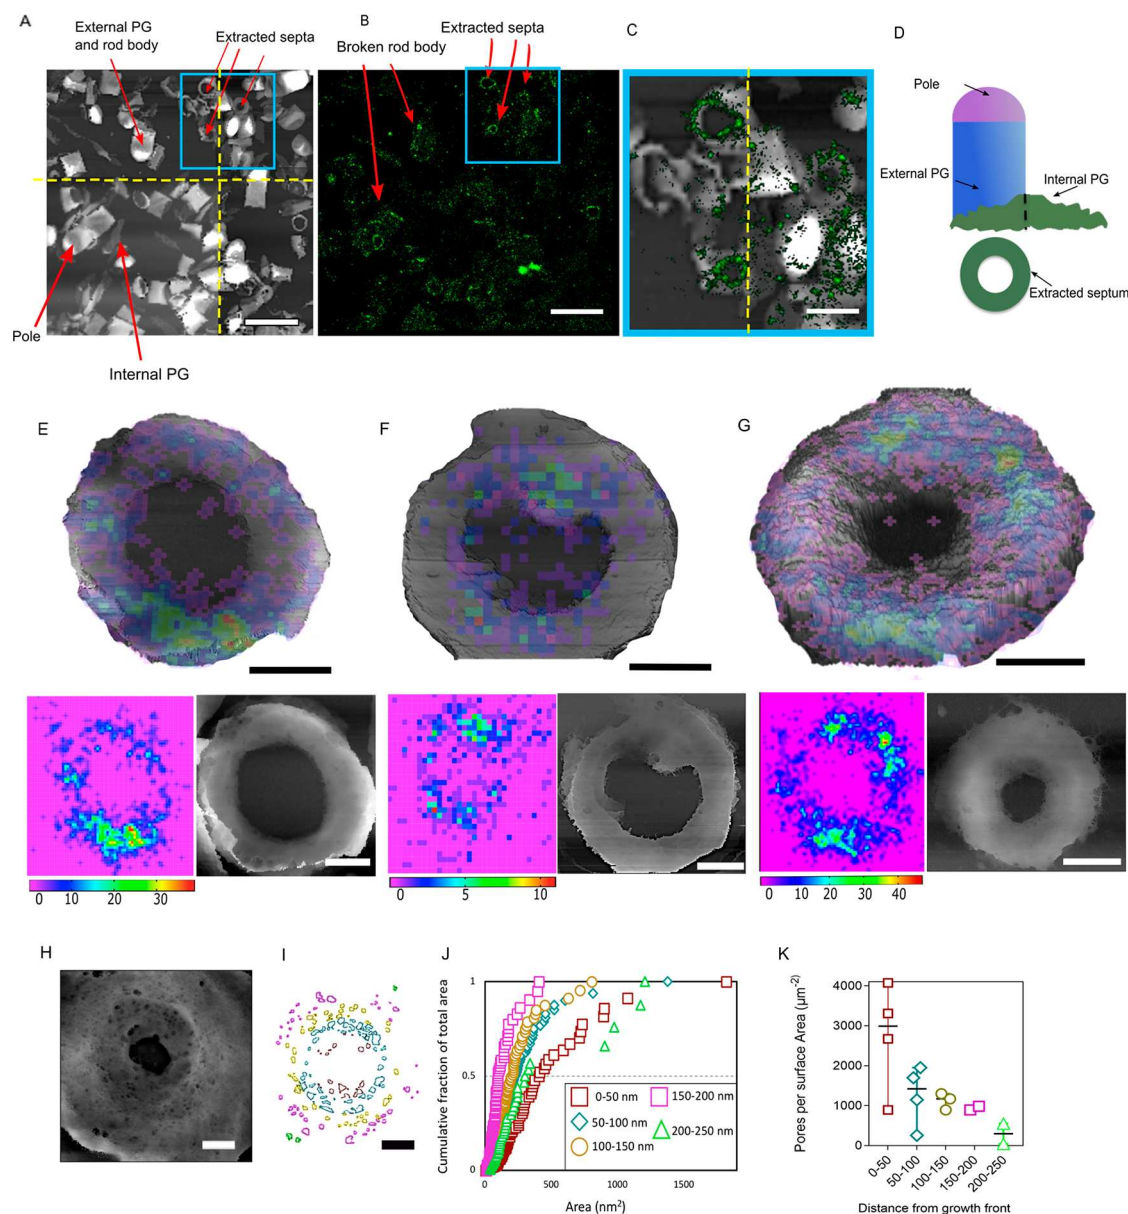 A
External PG
and rod body
Extracted septa
Pole
Internal PG
B
Extracted septa
Broken rod body
C
D
Pole
External PG
Internal PG
Extracted septum
E
F
G
0 10 20 30
0 5 10
0 10 20 30 40
H
I
J
Cumulative fraction of total area
1
0.5
0
0-50 nm
50-100 nm
100-150 nm
150-200 nm
200-250 nm
0 500 1000 1500
Area (nm²)
K
Pores per surface Area (µm⁻²)
4000
3000
2000
1000
0
0-50
50-100
100-150
150-200
200-250
Distance from growth front